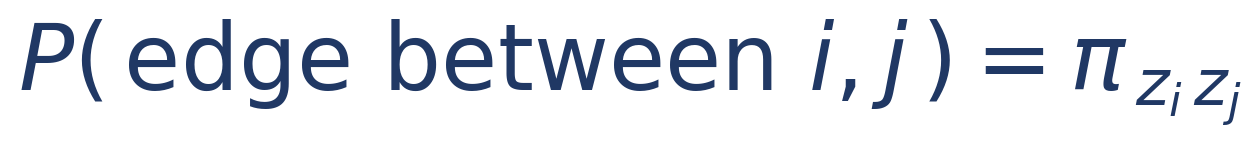 P( edge between i, j ) = π_{z_i z_j}